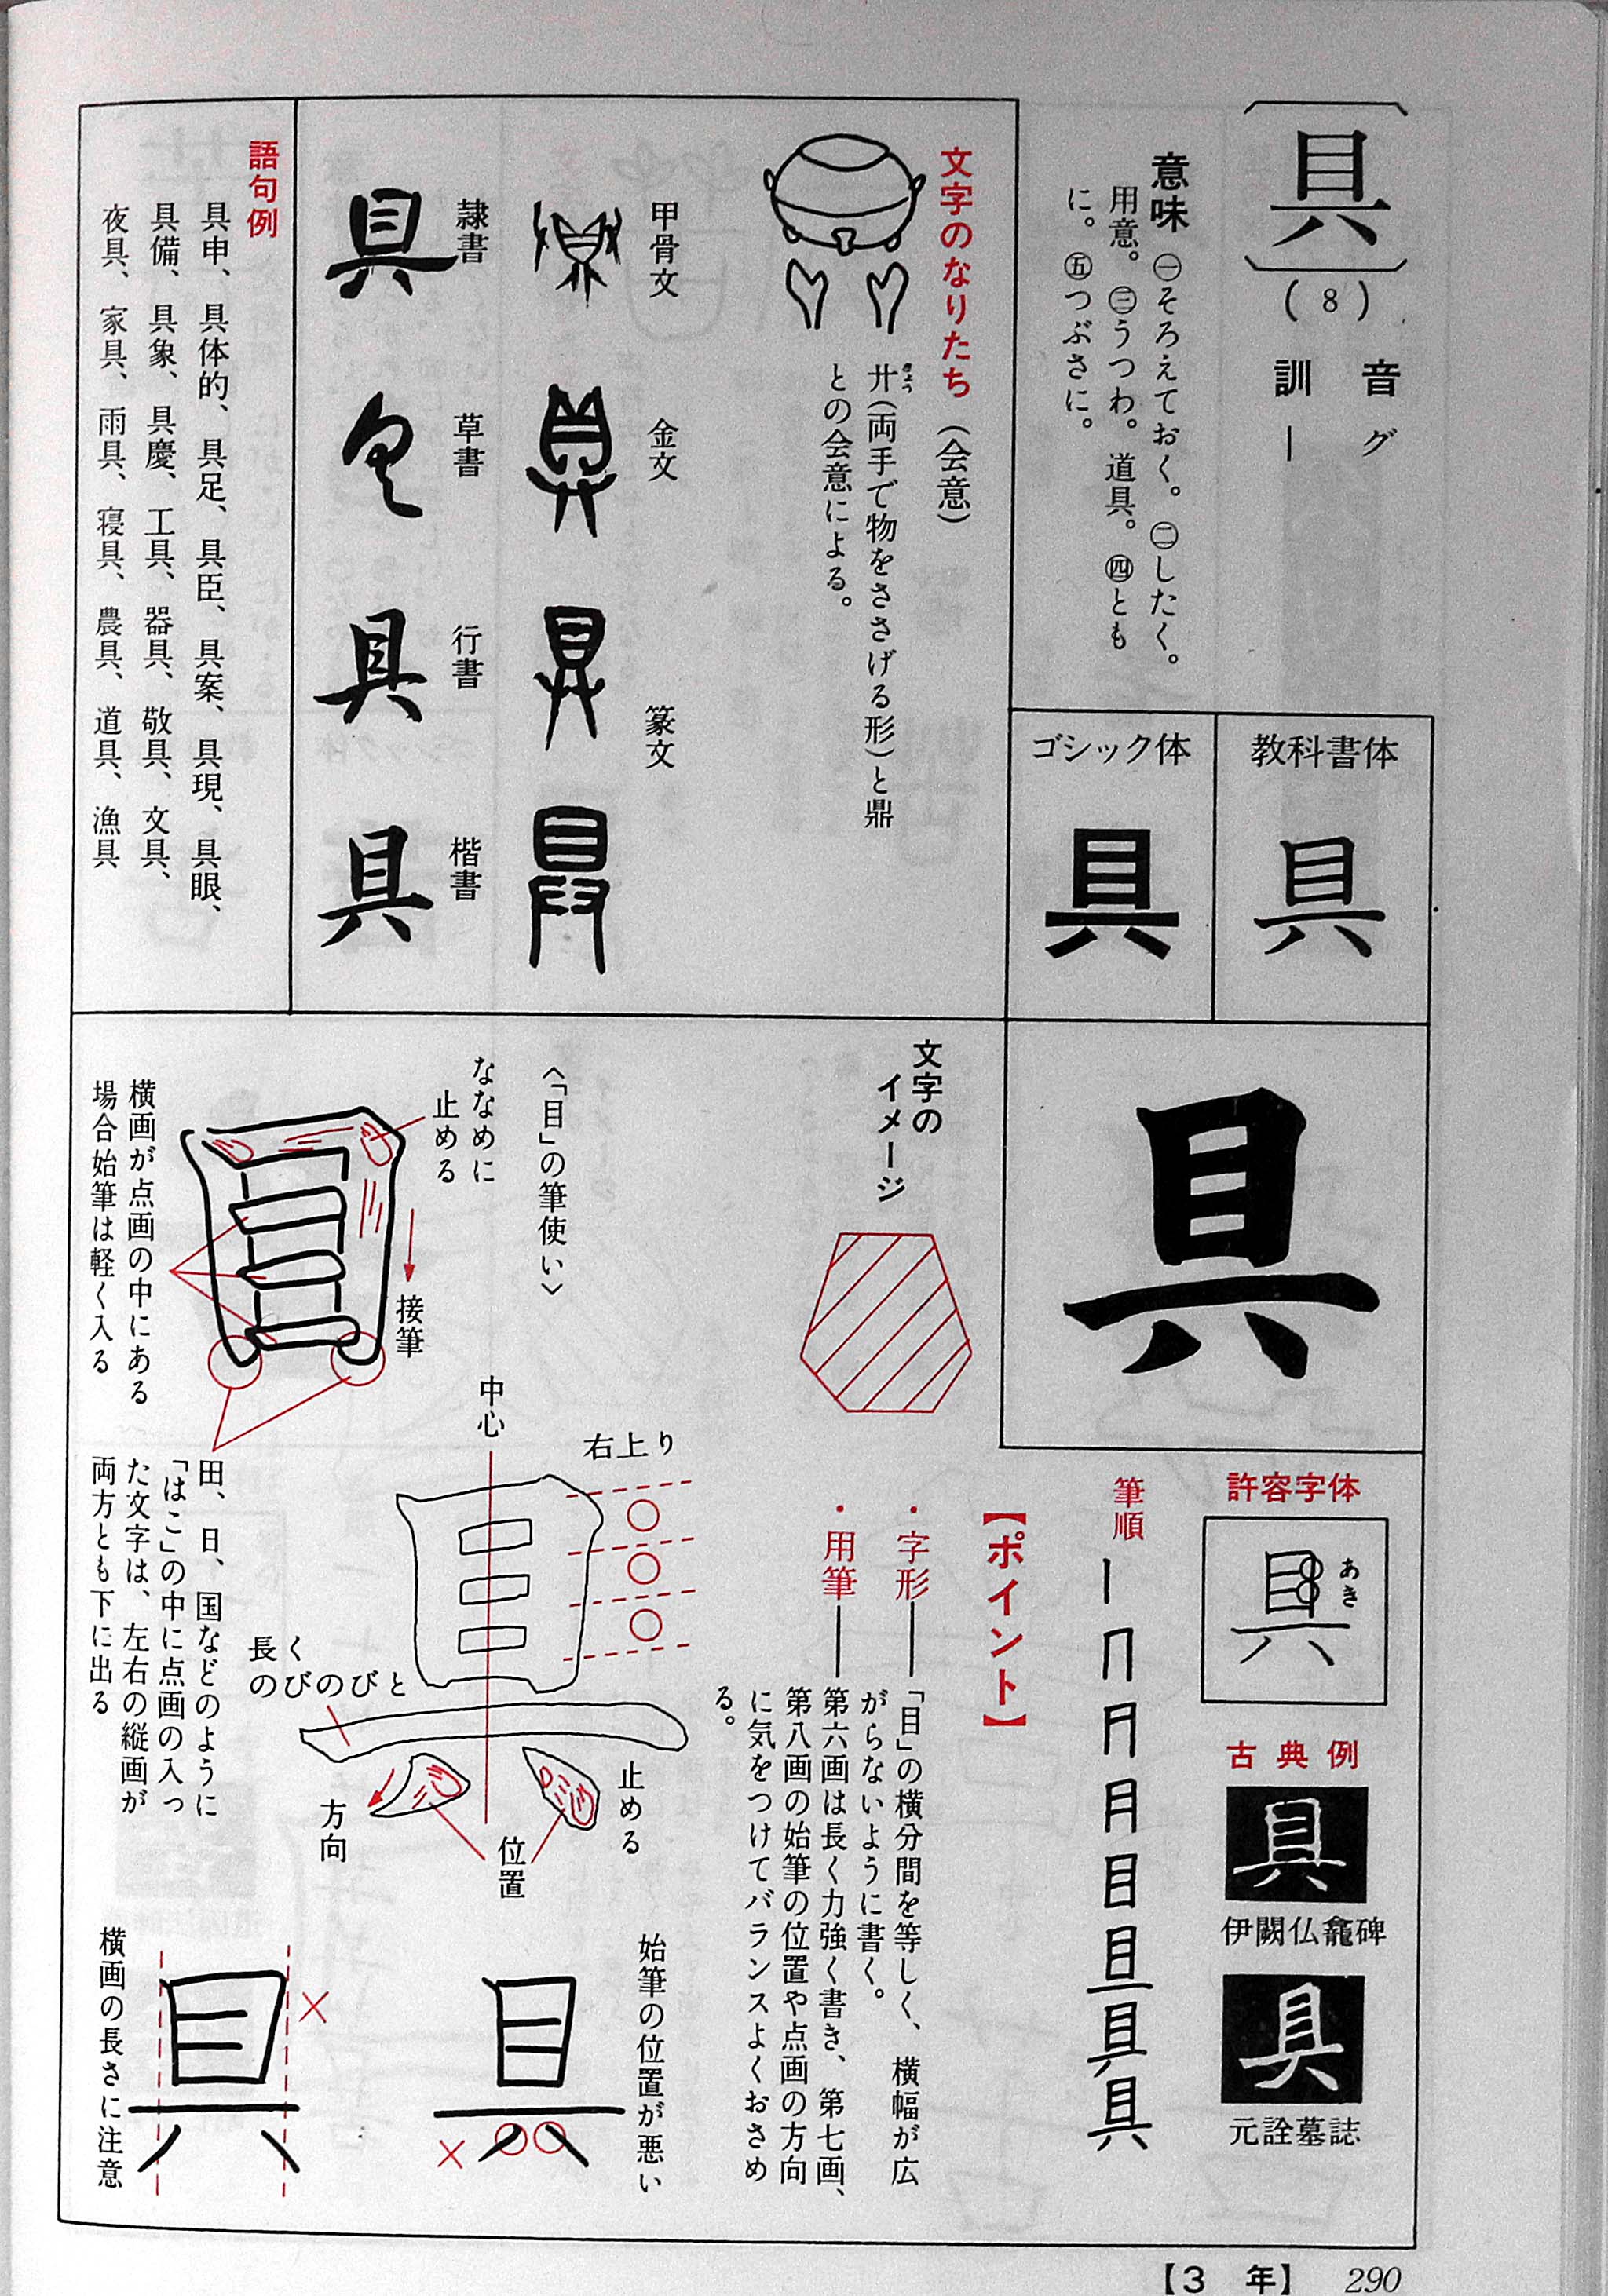 具
(8)
音 グ
訓 ―
意味 ㊀そろえておく。㊁したく。
用意。㊂うつわ。道具。㊃とも
に。㊄つぶさに。
教科書体
具
ゴシック体
具
文字のなりたち(会意)
廾(両手で物をささげる形)と鼎
きょう
との会意による。
甲骨文
金文
篆文
隷書
具
草書
行書
具
楷書
具
語句例
具申、具体的、具足、具臣、具案、具現、具眼、
具備、具象、具慶、工具、器具、敬具、文具、
夜具、家具、雨具、寝具、農具、道具、漁具
具
許容字体
具
あき
古典例
具
伊闕仏龕碑
具
元詮墓誌
筆順
文字の
イメージ
【ポイント】
・字形――「目」の横分間を等しく、横幅が広
がらないように書く。
・用筆――第六画は長く力強く書き、第七画、
第八画の始筆の位置や点画の方向
に気をつけてバランスよくおさめ
る。
〈「目」の筆使い〉
ななめに
止める
接筆
横画が点画の中にある
場合始筆は軽く入る
田、日、国などのように
「はこ」の中に点画の入っ
た文字は、左右の縦画が
両方とも下に出る
中心
右上り
長く
のびのびと
止める
方向
位置
始筆の位置が悪い
横画の長さに注意
【3 年】 290